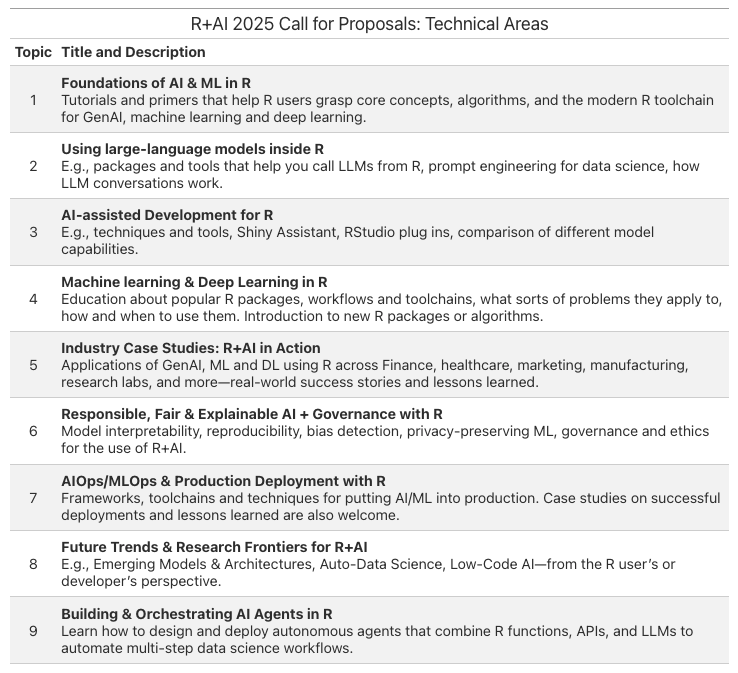 R+AI 2025 Call for Proposals: Technical Areas
Topic Title and Description
Foundations of AI & ML in R
1 Tutorials and primers that help R users grasp core concepts, algorithms, and the modern R toolchain
for GenAI, machine learning and deep learning.
Using large-language models inside R
2 E.g., packages and tools that help you call LLMs from R, prompt engineering for data science, how
LLM conversations work.
AI-assisted Development for R
3 E.g., techniques and tools, Shiny Assistant, RStudio plug ins, comparison of different model
capabilities.
Machine learning & Deep Learning in R
4 Education about popular R packages, workflows and toolchains, what sorts of problems they apply to,
how and when to use them. Introduction to new R packages or algorithms.
Industry Case Studies: R+AI in Action
5 Applications of GenAI, ML and DL using R across Finance, healthcare, marketing, manufacturing,
research labs, and more—real-world success stories and lessons learned.
Responsible, Fair & Explainable AI + Governance with R
6 Model interpretability, reproducibility, bias detection, privacy-preserving ML, governance and ethics
for the use of R+AI.
AIOps/MLOps & Production Deployment with R
7 Frameworks, toolchains and techniques for putting AI/ML into production. Case studies on successful
deployments and lessons learned are also welcome.
Future Trends & Research Frontiers for R+AI
8 E.g., Emerging Models & Architectures, Auto-Data Science, Low-Code AI—from the R user’s or
developer’s perspective.
Building & Orchestrating AI Agents in R
9 Learn how to design and deploy autonomous agents that combine R functions, APIs, and LLMs to
automate multi-step data science workflows.